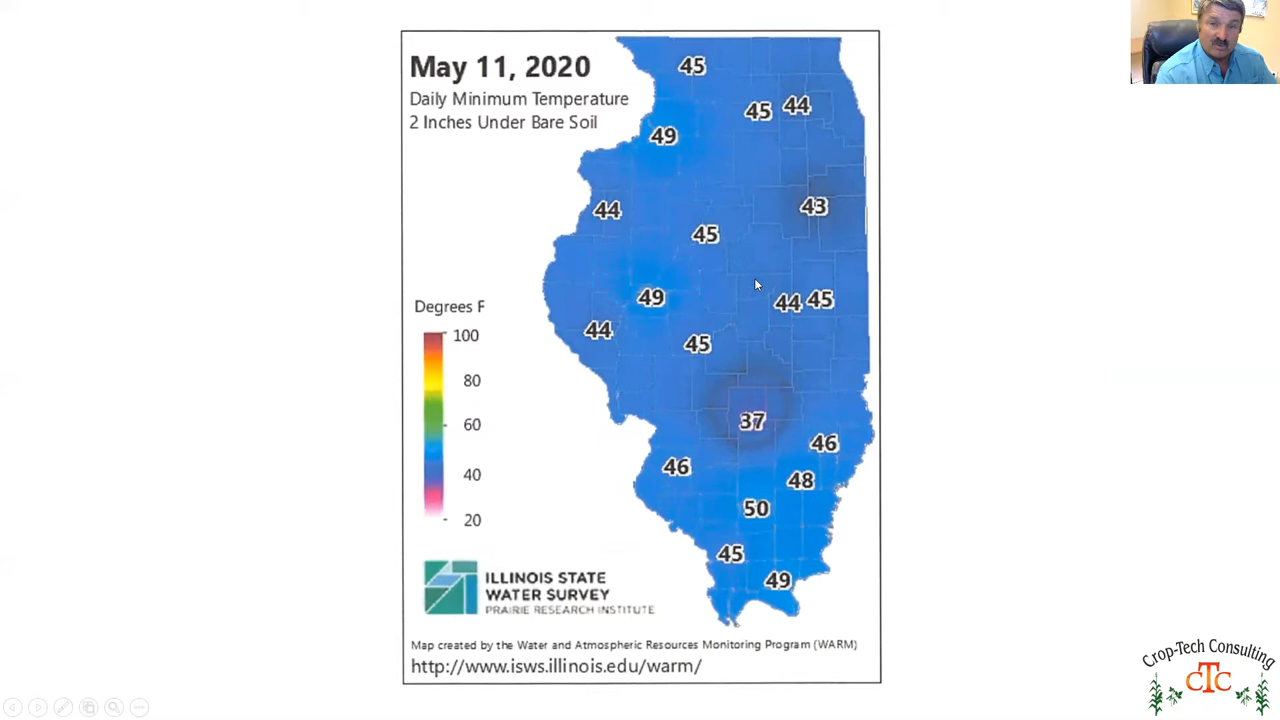 May 11, 2020
Daily Minimum Temperature
2 Inches Under Bare Soil
45
45
44
49
44
43
45
49
44
45
44
45
37
46
46
48
50
45
49
Degrees F
100
80
60
40
20
ILLINOIS STATE
WATER SURVEY
PRAIRIE RESEARCH INSTITUTE
Map created by the Water and Atmospheric Resources Monitoring Program (WARM)
http://www.isws.illinois.edu/warm/
Crop-Tech Consulting
CTC